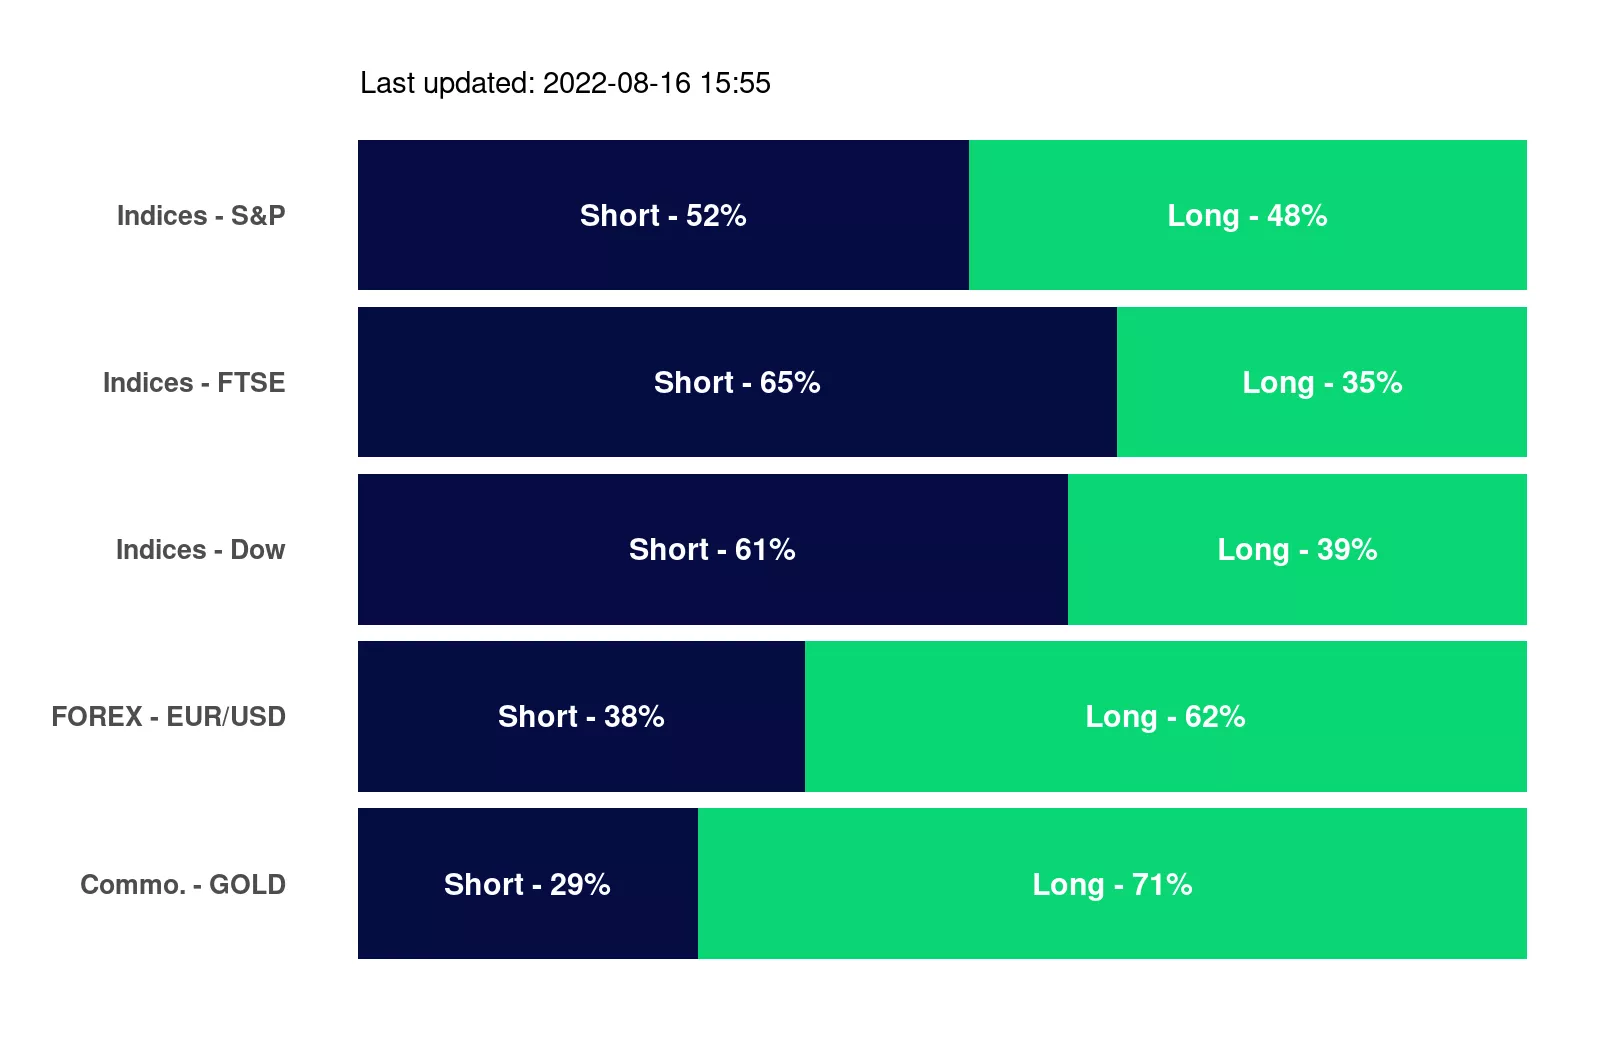 Last updated: 2022-08-16 15:55
Indices - S&P Short - 52% Long - 48%
Indices - FTSE Short - 65% Long - 35%
Indices - Dow Short - 61% Long - 39%
FOREX - EUR/USD Short - 38% Long - 62%
Commo. - GOLD Short - 29% Long - 71%